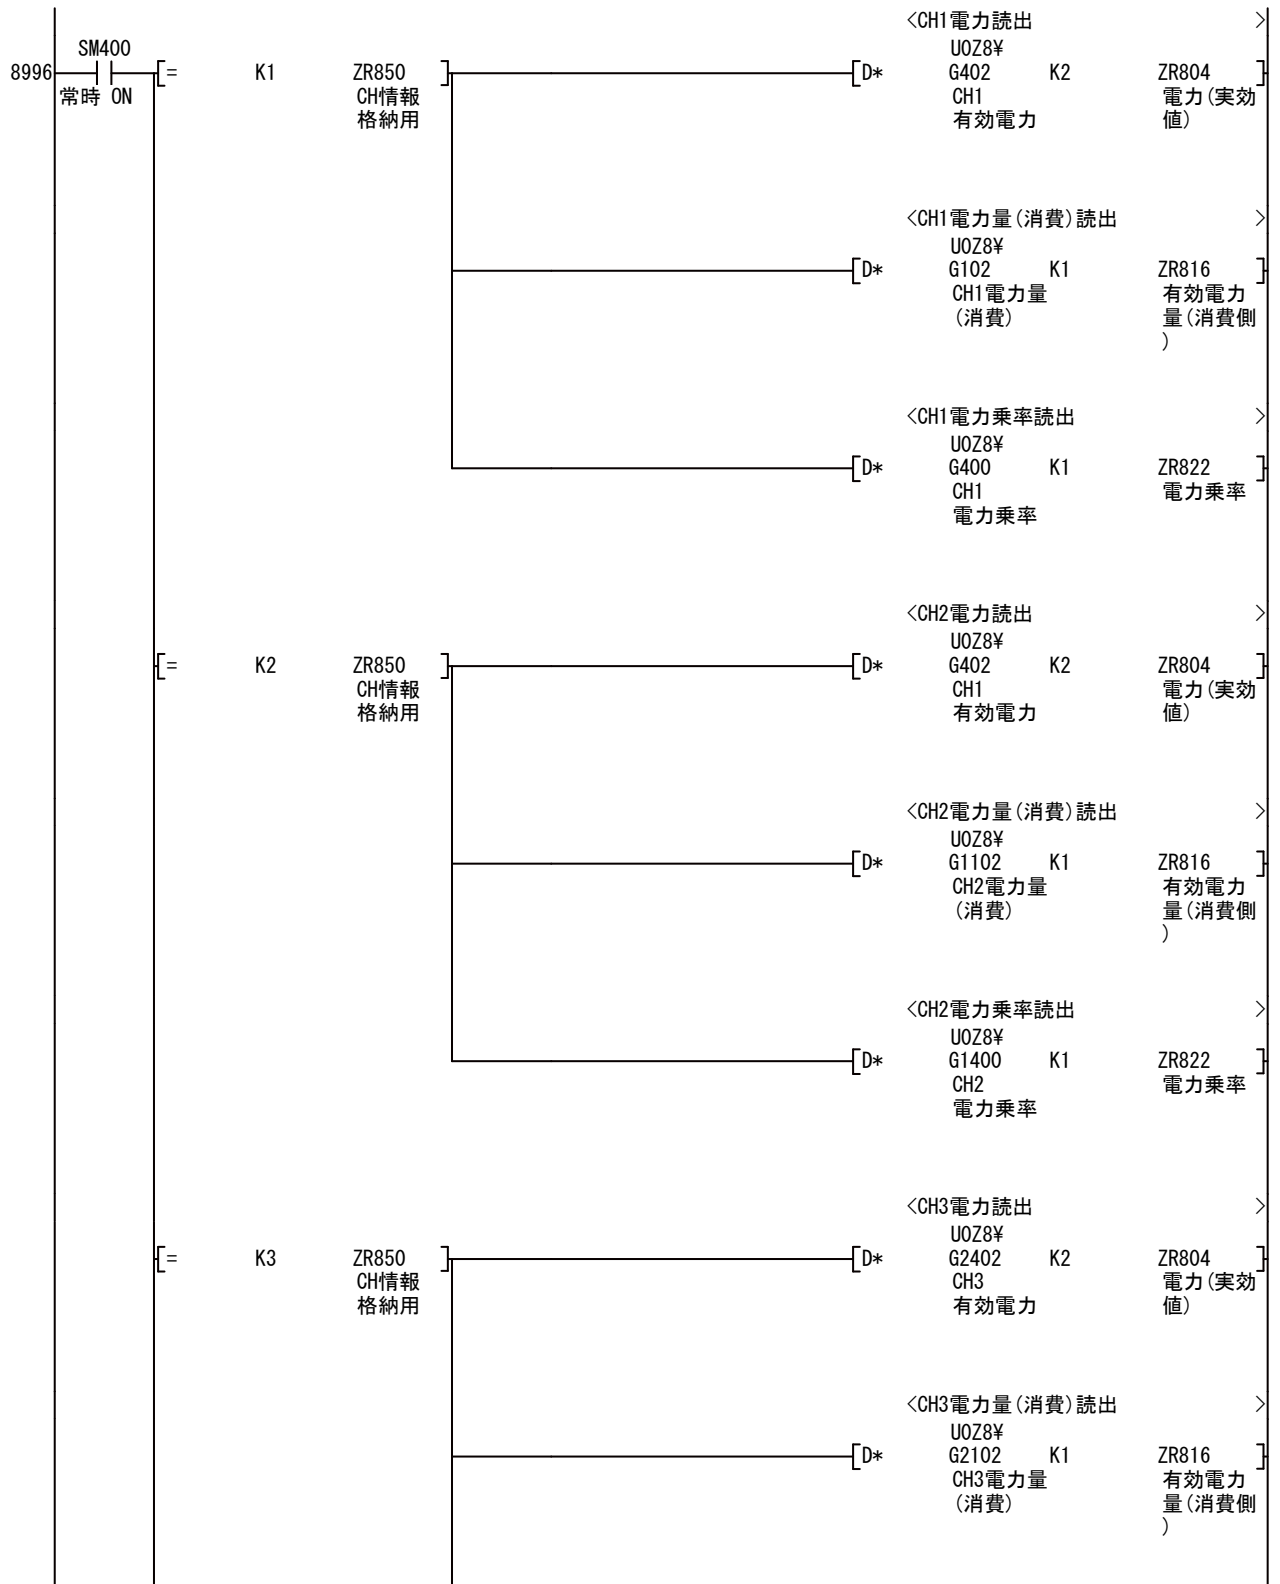 <CH1電力読出 >
SM400 U0Z8¥
8996 [= K1 ZR850 ] [D* G402 K2 ZR804 ]
常時 ON CH情報 CH1 電力(実効
格納用 有効電力 値)
<CH1電力量(消費)読出 >
U0Z8¥
[D* G102 K1 ZR816 ]
CH1電力量 有効電力
(消費) 量(消費側
)
<CH1電力乗率読出 >
U0Z8¥
[D* G400 K1 ZR822 ]
CH1 電力乗率
電力乗率
<CH2電力読出 >
U0Z8¥
[= K2 ZR850 ] [D* G402 K2 ZR804 ]
CH情報 CH1 電力(実効
格納用 有効電力 値)
<CH2電力量(消費)読出 >
U0Z8¥
[D* G1102 K1 ZR816 ]
CH2電力量 有効電力
(消費) 量(消費側
)
<CH2電力乗率読出 >
U0Z8¥
[D* G1400 K1 ZR822 ]
CH2 電力乗率
電力乗率
<CH3電力読出 >
U0Z8¥
[= K3 ZR850 ] [D* G2402 K2 ZR804 ]
CH情報 CH3 電力(実効
格納用 有効電力 値)
<CH3電力量(消費)読出 >
U0Z8¥
[D* G2102 K1 ZR816 ]
CH3電力量 有効電力
(消費) 量(消費側
)